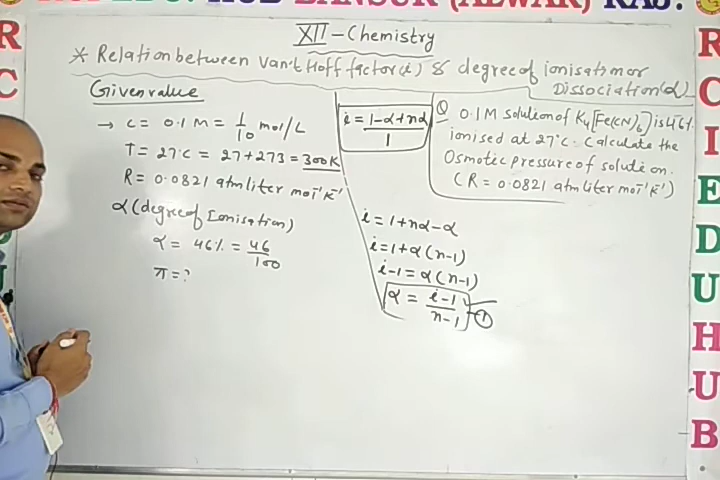 BANSUR (ALWAR) RAJ.
XII - Chemistry
* Relation between Van't Hoff factor (i) & degree of ionisation or
Dissociation (α)
Given value
→ C = 0.1 M = 1/10 mol/L
T = 27°C = 27+273 = 300K
R = 0.0821 atm liter mol⁻¹ K⁻¹
α (degree of Ionisation)
α = 46% = 46/100
π = ?
i = 1-α+nα/1
i = 1+nα-α
i = 1+α(n-1)
i-1 = α(n-1)
α = i-1/n-1 ①
Q 0.1 M solution of K₄[Fe(CN)₆] is 46%
ionised at 27°C. Calculate the
Osmotic pressure of solution.
(R = 0.0821 atm liter mol⁻¹ K⁻¹)
R
C
U
R
C
I
E
D
U
H
U
B